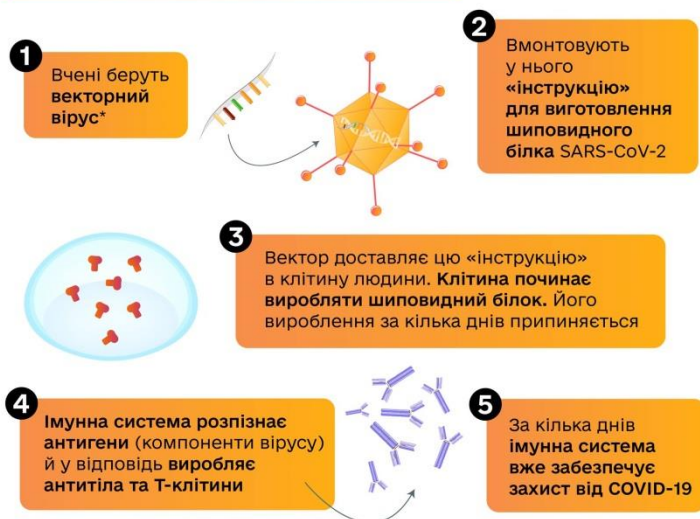 1
Вчені беруть
векторний
вірус*
2
Вмонтовують
у нього
«інструкцію»
для виготовлення
шиповидного
білка SARS-CoV-2
3
Вектор доставляє цю «інструкцію»
в клітину людини. Клітина починає
виробляти шиповидний білок. Його
вироблення за кілька днів припиняється
4
Імунна система розпізнає
антигени (компоненти вірусу)
й у відповідь виробляє
антитіла та Т-клітини
5
За кілька днів
імунна система
вже забезпечує
захист від COVID-19